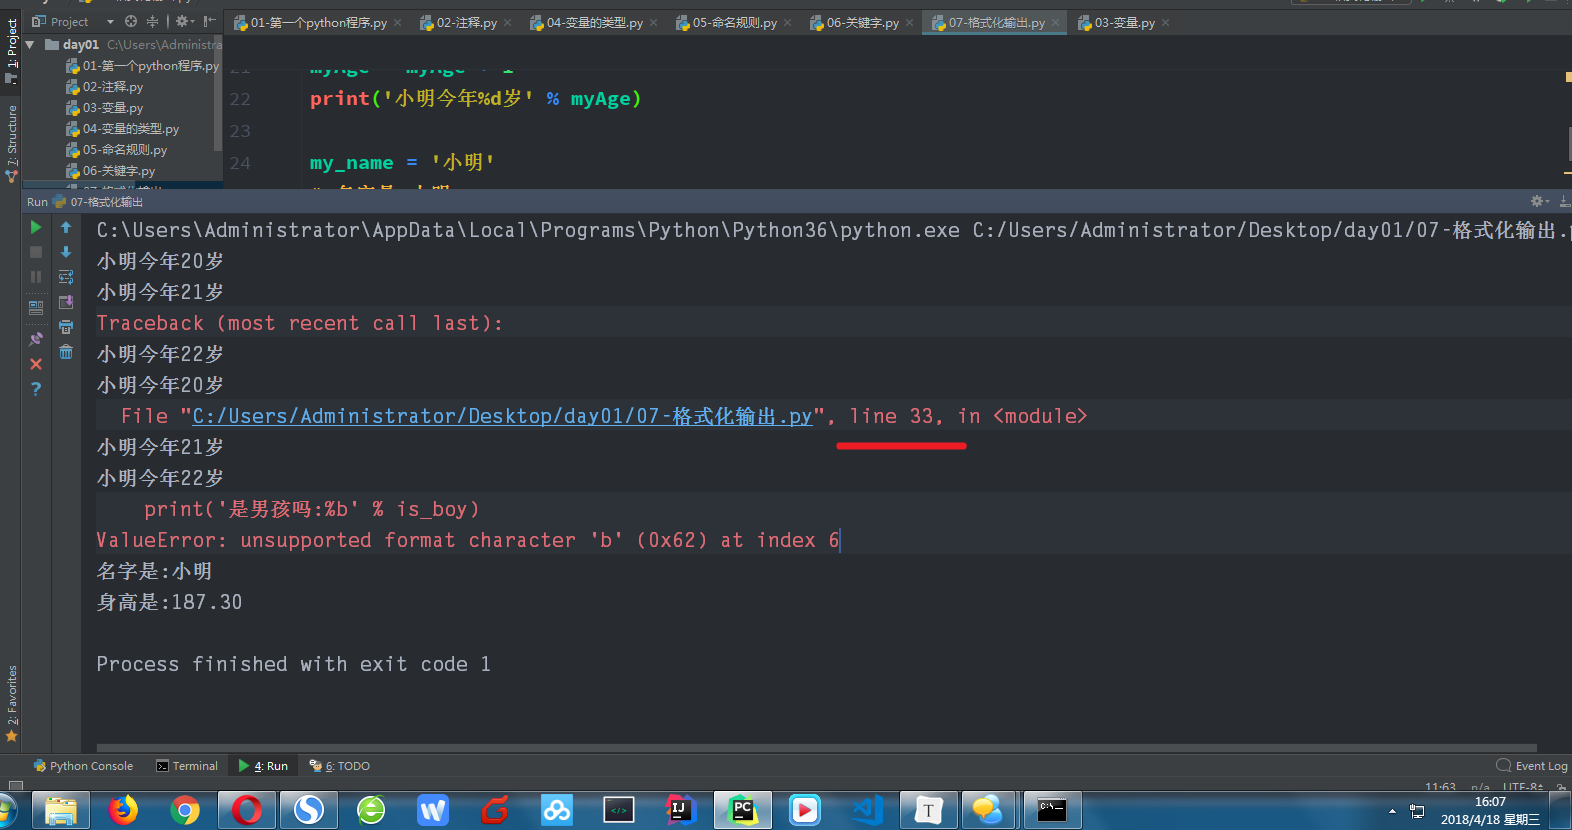 1: Project
7: Structure
2: Favorites
Project
01-第一个python程序.py
02-注释.py
04-变量的类型.py
05-命名规则.py
06-关键字.py
07-格式化输出.py
03-变量.py
day01 C:\Users\Administra
01-第一个python程序.py
02-注释.py
03-变量.py
04-变量的类型.py
05-命名规则.py
06-关键字.py
22 print('小明今年%d岁' % myAge)
23
24 my_name = '小明'
Run 07-格式化输出
C:\Users\Administrator\AppData\Local\Programs\Python\Python36\python.exe C:/Users/Administrator/Desktop/day01/07-格式化输出.
小明今年20岁
小明今年21岁
Traceback (most recent call last):
小明今年22岁
小明今年20岁
File "C:/Users/Administrator/Desktop/day01/07-格式化输出.py", line 33, in <module>
小明今年21岁
小明今年22岁
print('是男孩吗:%b' % is_boy)
ValueError: unsupported format character 'b' (0x62) at index 6
名字是:小明
身高是:187.30
Process finished with exit code 1
Python Console
Terminal
4: Run
6: TODO
Event Log
11:63 n/a UTF-8
16:07
2018/4/18 星期三